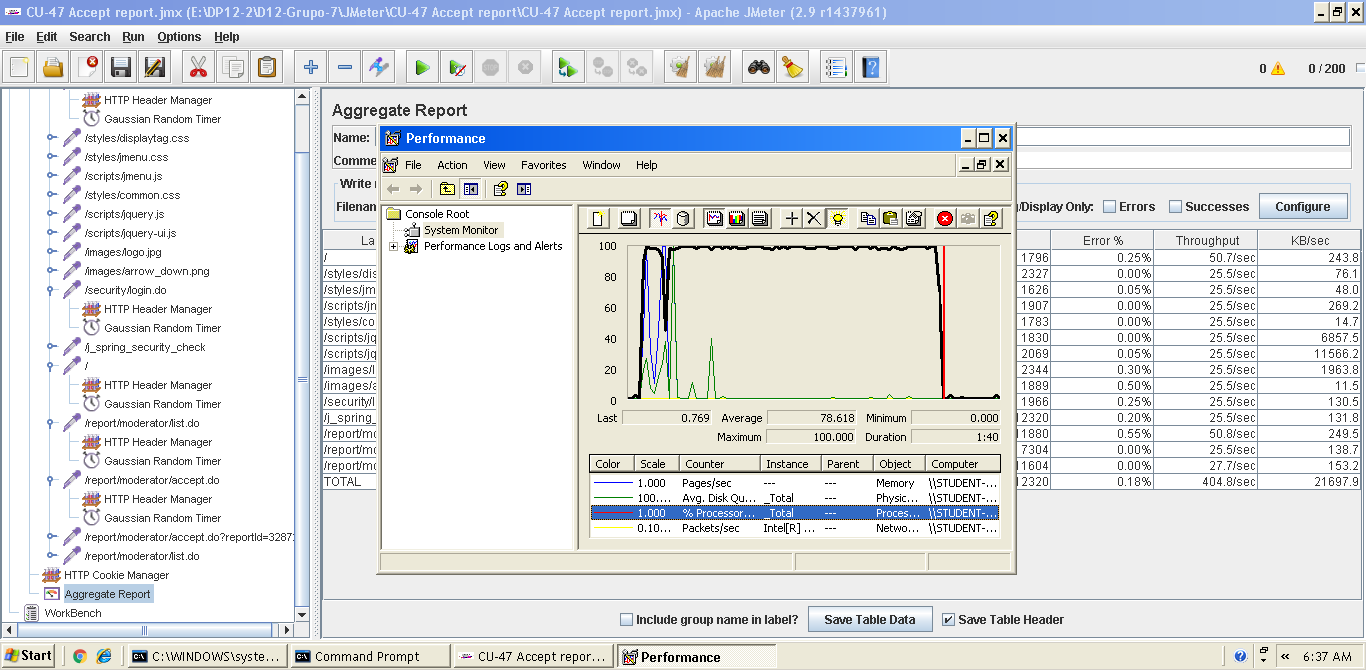 CU-47 Accept report.jmx (E:\DP12-2\D12-Grupo-7\JMeter\CU-47 Accept report\CU-47 Accept report.jmx) - Apache JMeter (2.9 r1437961)
File Edit Search Run Options Help
0 0 / 200
HTTP Header Manager
Gaussian Random Timer
/styles/displaytag.css
/styles/jmenu.css
/scripts/jmenu.js
/styles/common.css
/scripts/jquery.js
/scripts/jquery-ui.js
/images/logo.jpg
/images/arrow_down.png
/security/login.do
HTTP Header Manager
Gaussian Random Timer
/j_spring_security_check
/
HTTP Header Manager
Gaussian Random Timer
/report/moderator/list.do
HTTP Header Manager
Gaussian Random Timer
/report/moderator/accept.do
HTTP Header Manager
Gaussian Random Timer
/report/moderator/accept.do?reportId=3287
/report/moderator/list.do
HTTP Cookie Manager
Aggregate Report
WorkBench
Aggregate Report
Name:
Comme
Write
Filenan
/Display Only: Errors Successes Configure
La Error % Throughput KB/sec
/ 1796 0.25% 50.7/sec 243.8
/styles/dis 2327 0.00% 25.5/sec 76.1
/styles/jm 1626 0.05% 25.5/sec 48.0
/scripts/jn 1907 0.00% 25.5/sec 269.2
/styles/co 1783 0.00% 25.5/sec 14.7
/scripts/jq 1830 0.00% 25.5/sec 6857.5
/scripts/jq 2069 0.05% 25.5/sec 11566.2
/images/l 2344 0.30% 25.5/sec 1963.8
/images/a 1889 0.50% 25.5/sec 11.5
/security/l 1966 0.25% 25.5/sec 130.5
/j_spring_ 12320 0.20% 25.5/sec 131.8
/report/mo 11880 0.55% 50.8/sec 249.5
/report/mo 7304 0.00% 25.5/sec 138.7
/report/mo 11604 0.00% 27.7/sec 153.2
TOTAL 12320 0.18% 404.8/sec 21697.9
Performance
File Action View Favorites Window Help
Console Root
System Monitor
Performance Logs and Alerts
100
80
60
40
20
0
Last 0.769 Average 78.618 Minimum 0.000
Maximum 100.000 Duration 1:40
Color Scale Counter Instance Parent Object Computer
1.000 Pages/sec --- --- Memory \\STUDENT-...
100.... Avg. Disk Qu... _Total --- Physic... \\STUDENT-...
1.000 % Processor... _Total --- Proces... \\STUDENT-...
0.10... Packets/sec Intel[R] ... --- Netwo... \\STUDENT-...
Include group name in label? Save Table Data Save Table Header
Start C:\WINDOWS\syste... Command Prompt CU-47 Accept repor... Performance 6:37 AM